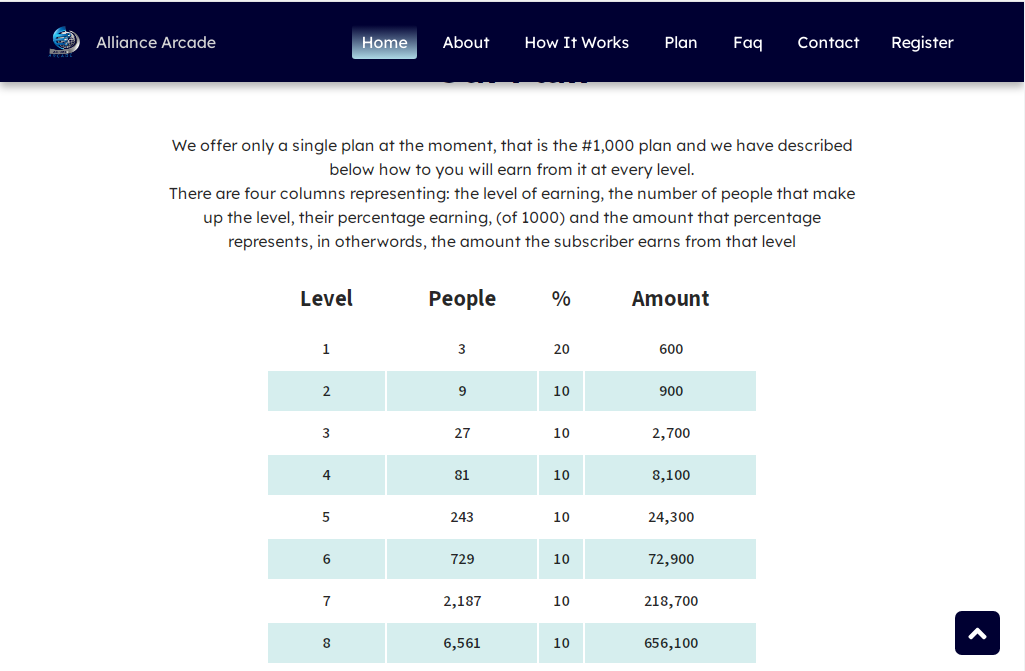 Alliance Arcade
Home About How It Works Plan Faq Contact Register
We offer only a single plan at the moment, that is the #1,000 plan and we have described
below how to you will earn from it at every level.
There are four columns representing: the level of earning, the number of people that make
up the level, their percentage earning, (of 1000) and the amount that percentage
represents, in otherwords, the amount the subscriber earns from that level
Level People % Amount
1 3 20 600
2 9 10 900
3 27 10 2,700
4 81 10 8,100
5 243 10 24,300
6 729 10 72,900
7 2,187 10 218,700
8 6,561 10 656,100